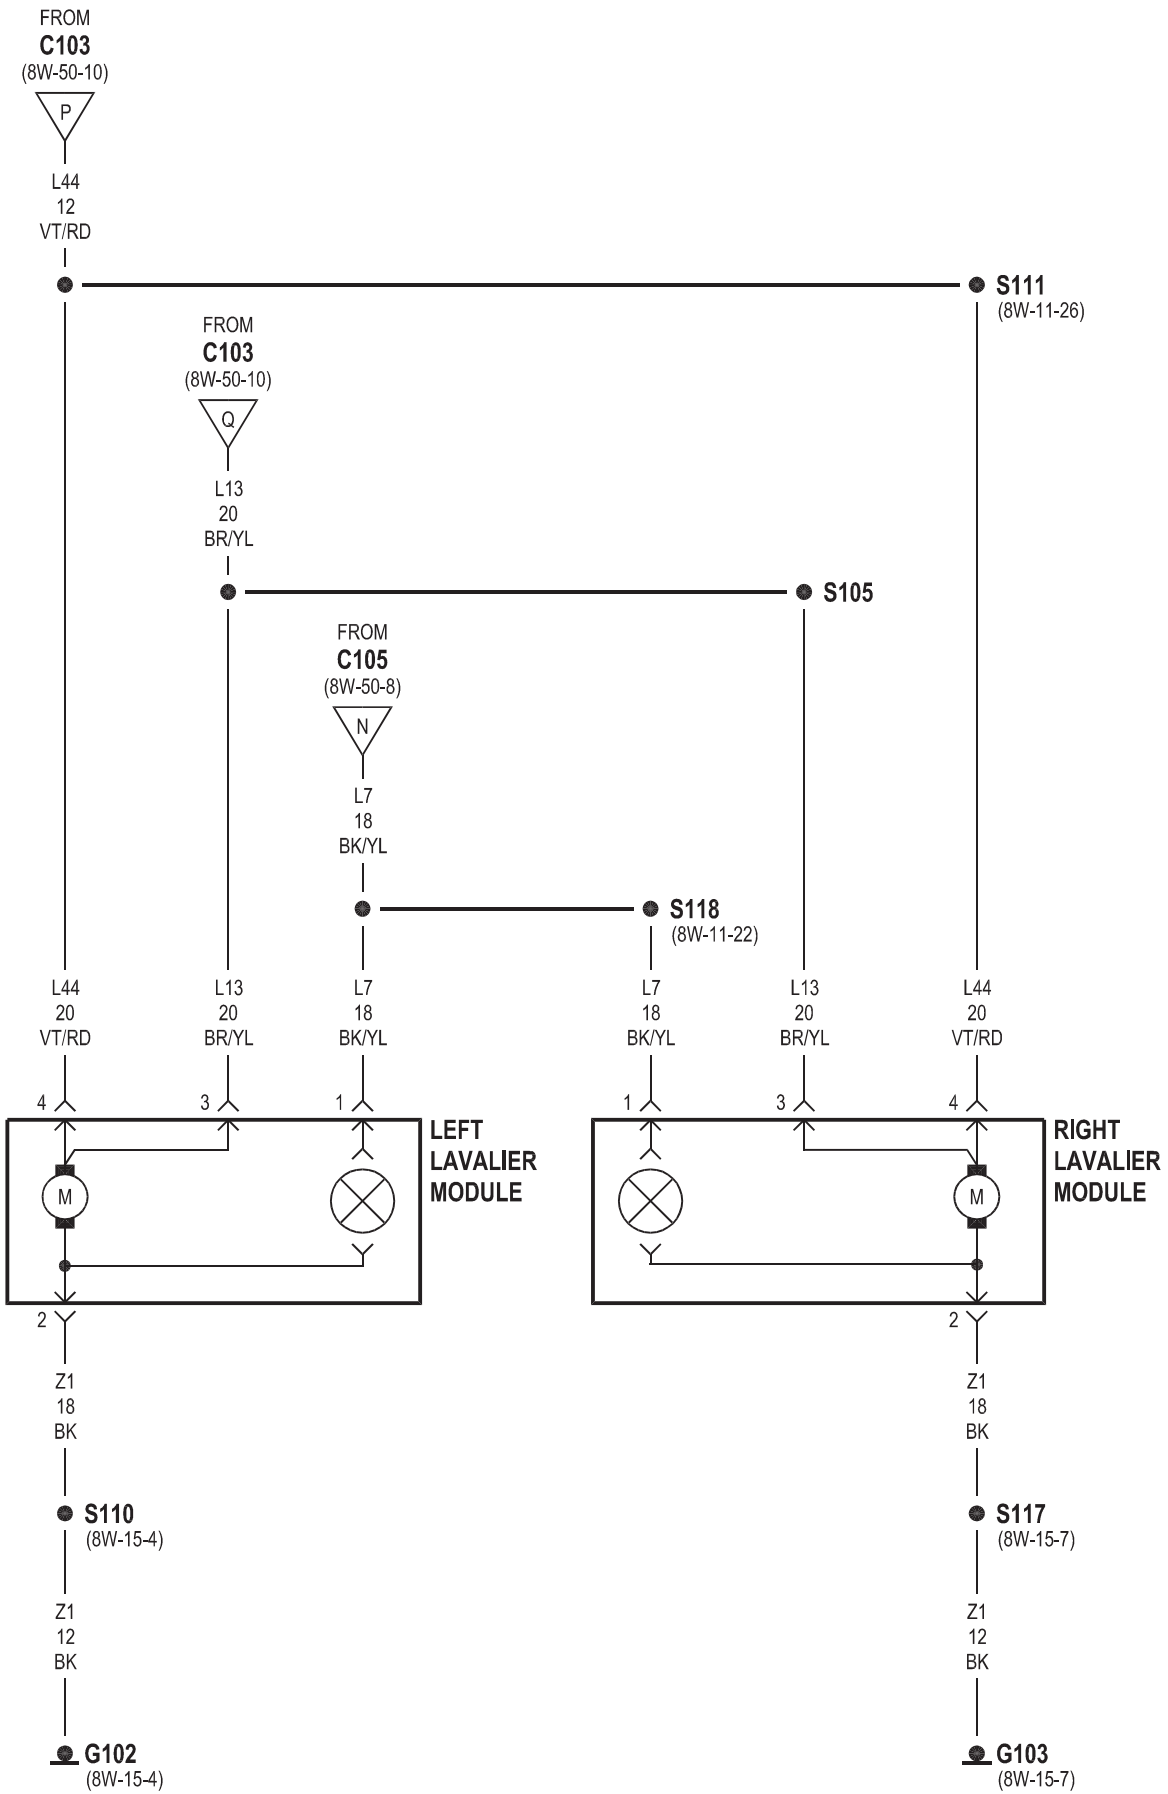 FROM
C103
(8W-50-10)
P
L44
12
VT/RD
S111
(8W-11-26)
FROM
C103
(8W-50-10)
Q
L13
20
BR/YL
S105
FROM
C105
(8W-50-8)
N
L7
18
BK/YL
S118
(8W-11-22)
L44
20
VT/RD
L13
20
BR/YL
L7
18
BK/YL
L7
18
BK/YL
L13
20
BR/YL
L44
20
VT/RD
4
3
1
1
3
4
LEFT
LAVALIER
MODULE
RIGHT
LAVALIER
MODULE
M
M
2
2
Z1
18
BK
Z1
18
BK
S110
(8W-15-4)
S117
(8W-15-7)
Z1
12
BK
Z1
12
BK
G102
(8W-15-4)
G103
(8W-15-7)